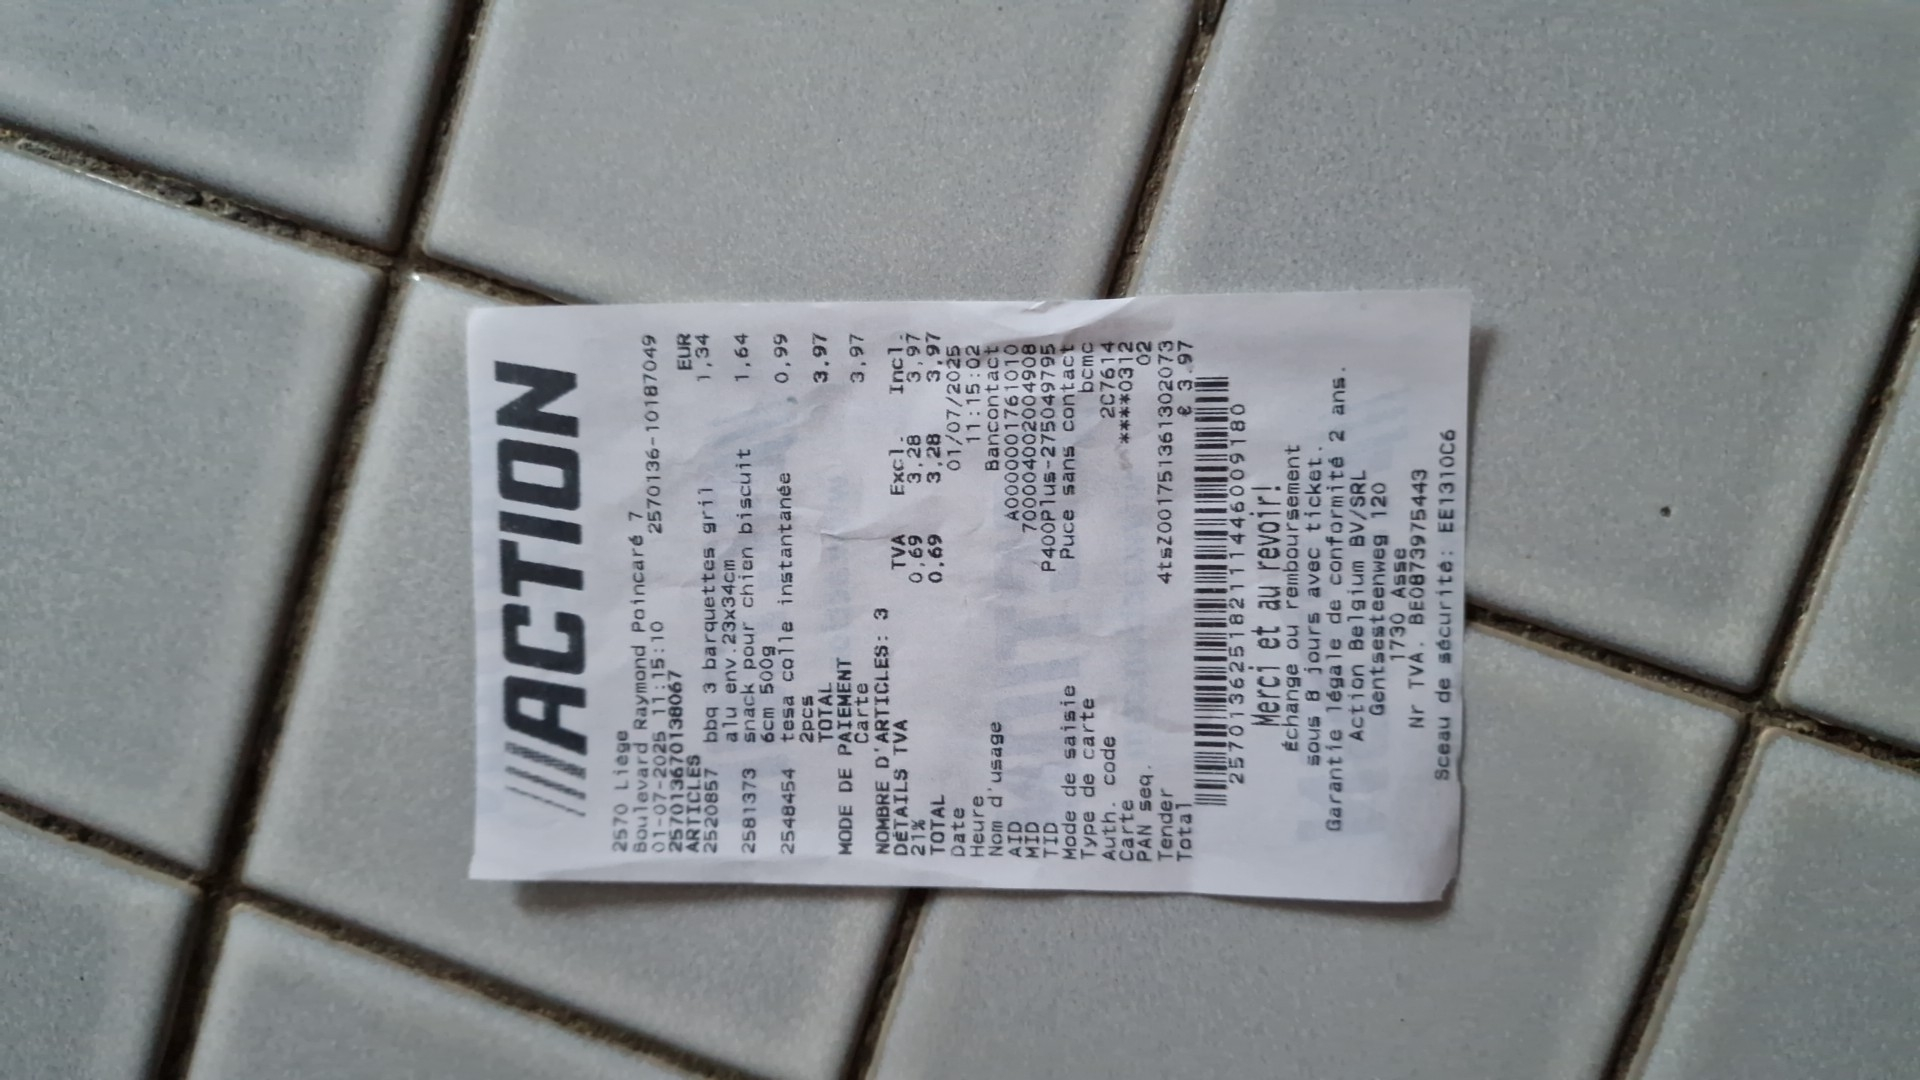 ACTION
2570 Liège
Boulevard Raymond Poincaré 7
01-07-2025 11:15:10 2570136-10187049
257013670138067
ARTICLES EUR
2520857 bbq 3 barquettes gril 1,34
alu env.23x34cm
2581373 snack pour chien biscuit 1,64
6cm 500g
2548454 tesa colle instantanée 0,99
2pcs
TOTAL 3,97
MODE DE PAIEMENT
Carte 3,97
NOMBRE D'ARTICLES: 3
DÉTAILS TVA TVA Excl. Incl.
21% 0,69 3,28 3,97
TOTAL 0,69 3,28 3,97
Date 01/07/2025
Heure 11:15:02
Nom d'usage Bancontact
AID A0000001761010
MID 700004002004908
TID P400Plus-275049795
Mode de saisie Puce sans contact
Type de carte bcmc
Auth. code 2C7614
Carte ****0312
PAN seq. 02
Tender 4tsZ001751361302073
Total € 3.97
2570136251821114460091​80
Merci et au revoir!
Échange ou remboursement
sous 8 jours avec ticket.
Garantie légale de conformité 2 ans.
Action Belgium BV/SRL
Gentsesteenweg 120
1730 Asse
Nr TVA. BE0873975443
Sceau de sécurité: EE1310C6